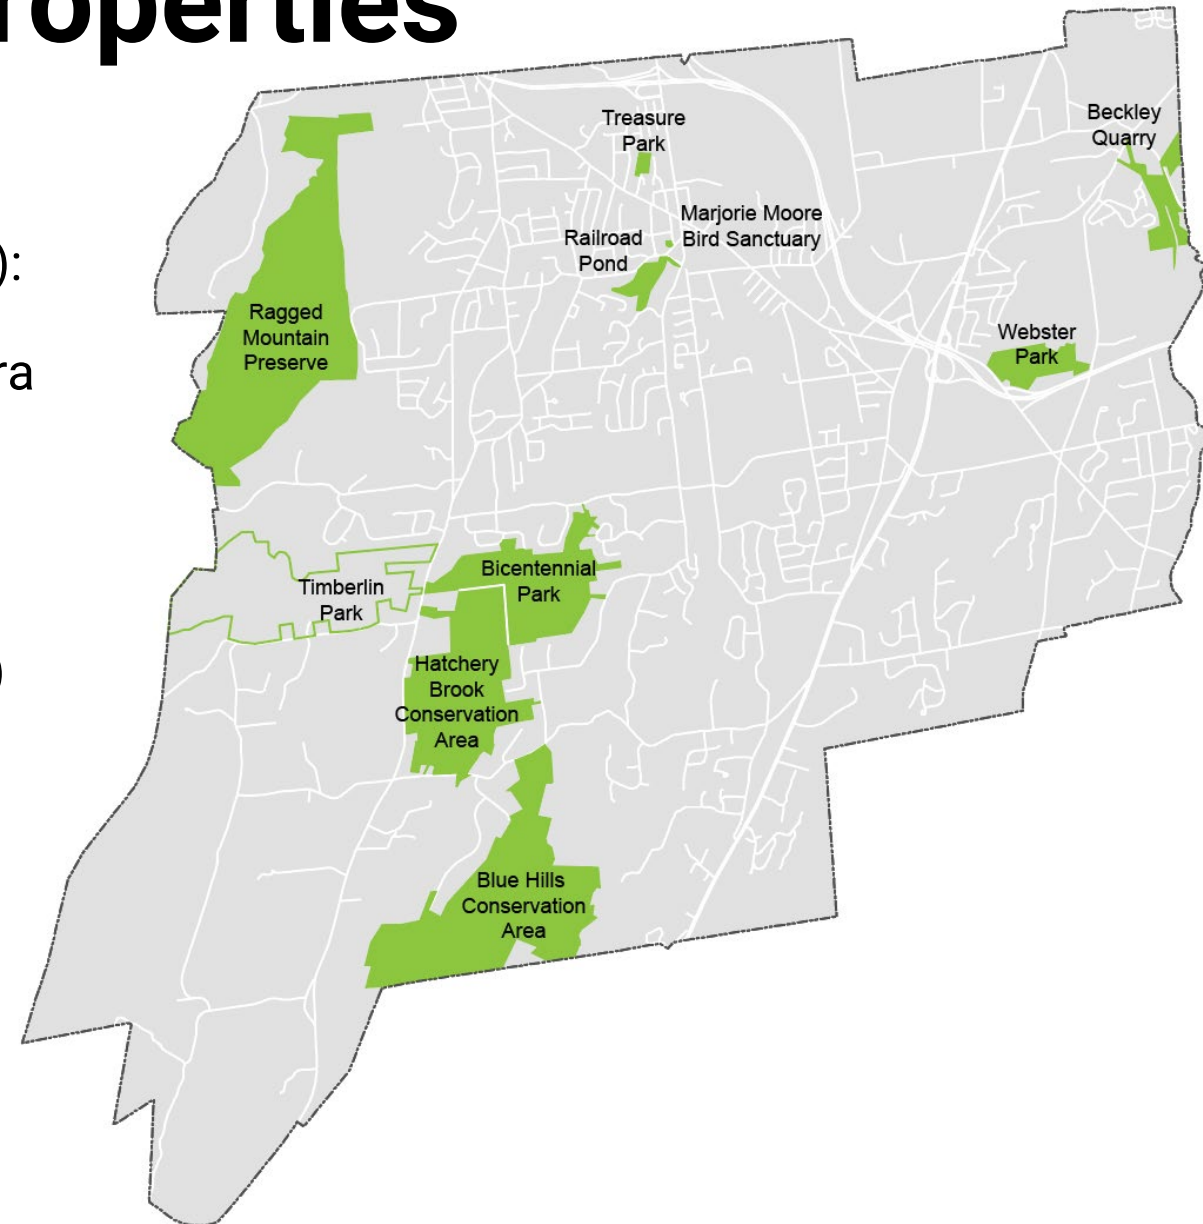 roperties
):
ra
)
Treasure
Park
Beckley
Quarry
Marjorie Moore
Bird Sanctuary
Railroad
Pond
Ragged
Mountain
Preserve
Webster
Park
Timberlin
Park
Bicentennial
Park
Hatchery
Brook
Conservation
Area
Blue Hills
Conservation
Area